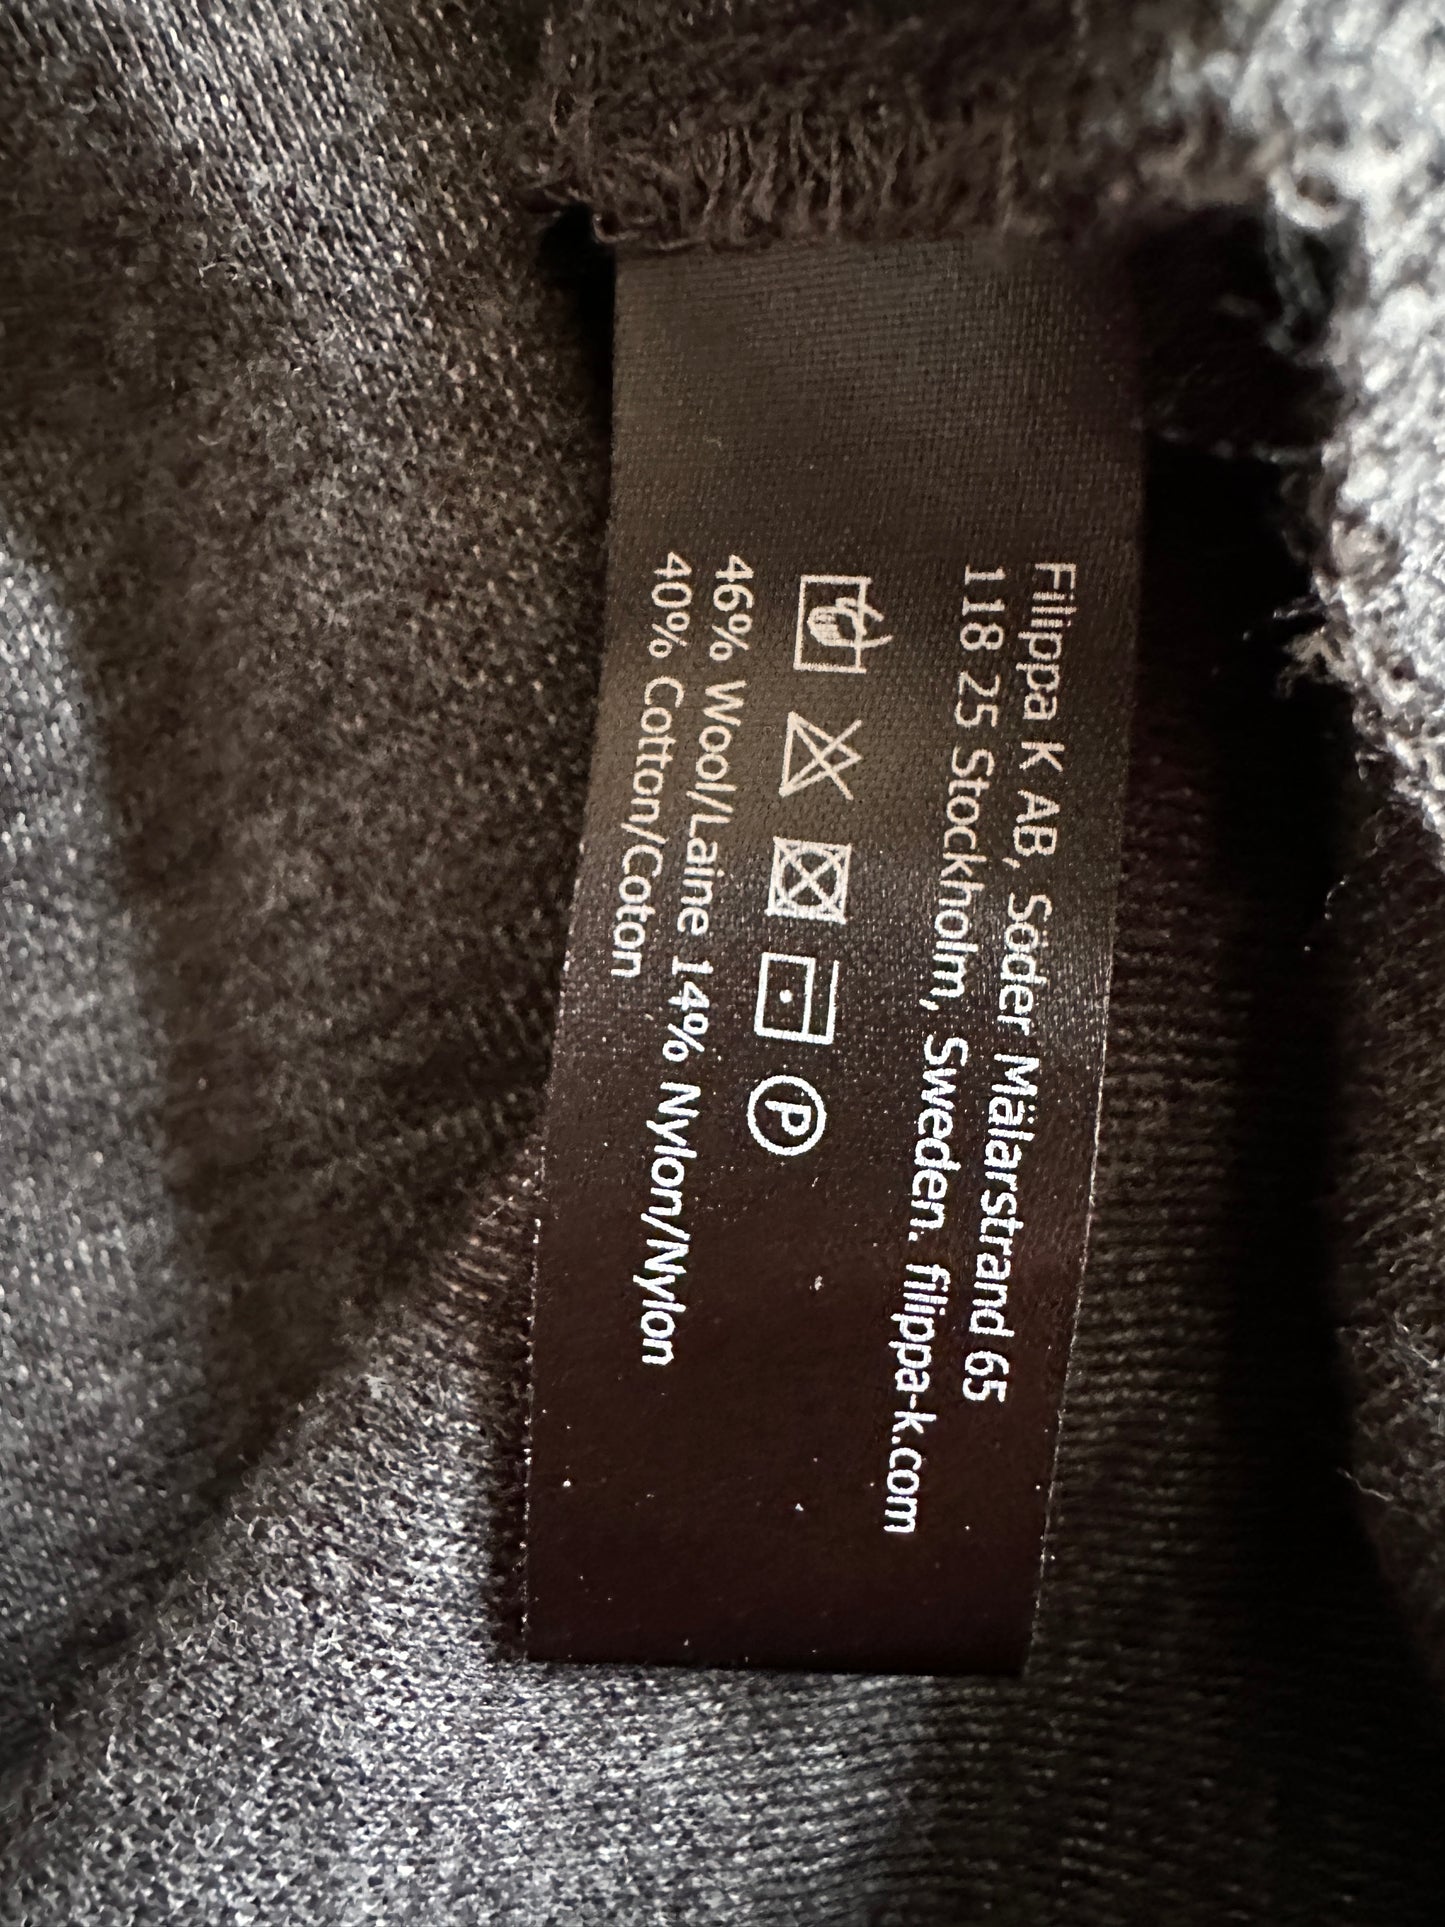 Filippa K AB, Söder Mälarstrand 65
118 25 Stockholm, Sweden. filippa-k.com
P
46% Wool/Laine 14% Nylon/Nylon
40% Cotton/Coton